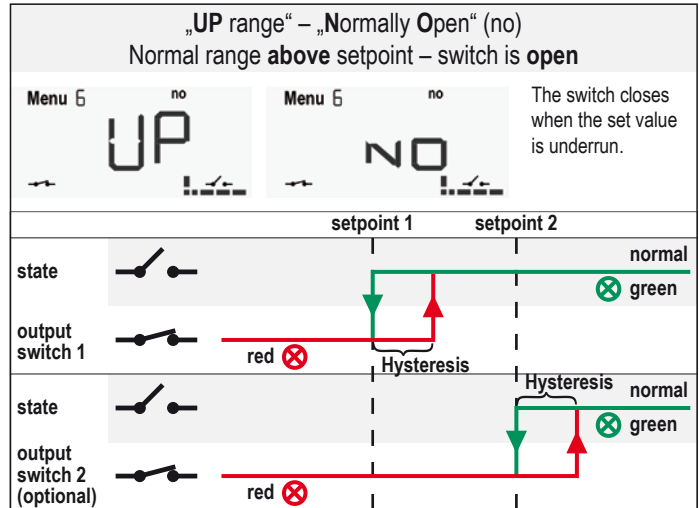 „UP range“ – „Normally Open“ (no)
Normal range above setpoint – switch is open
Menu 6 no
UP
Menu 6 no
NO
The switch closes
when the set value
is underrun.
setpoint 1 setpoint 2
state
normal
green
output
switch 1
red
Hysteresis
state
Hysteresis
normal
green
output
switch 2
(optional)
red